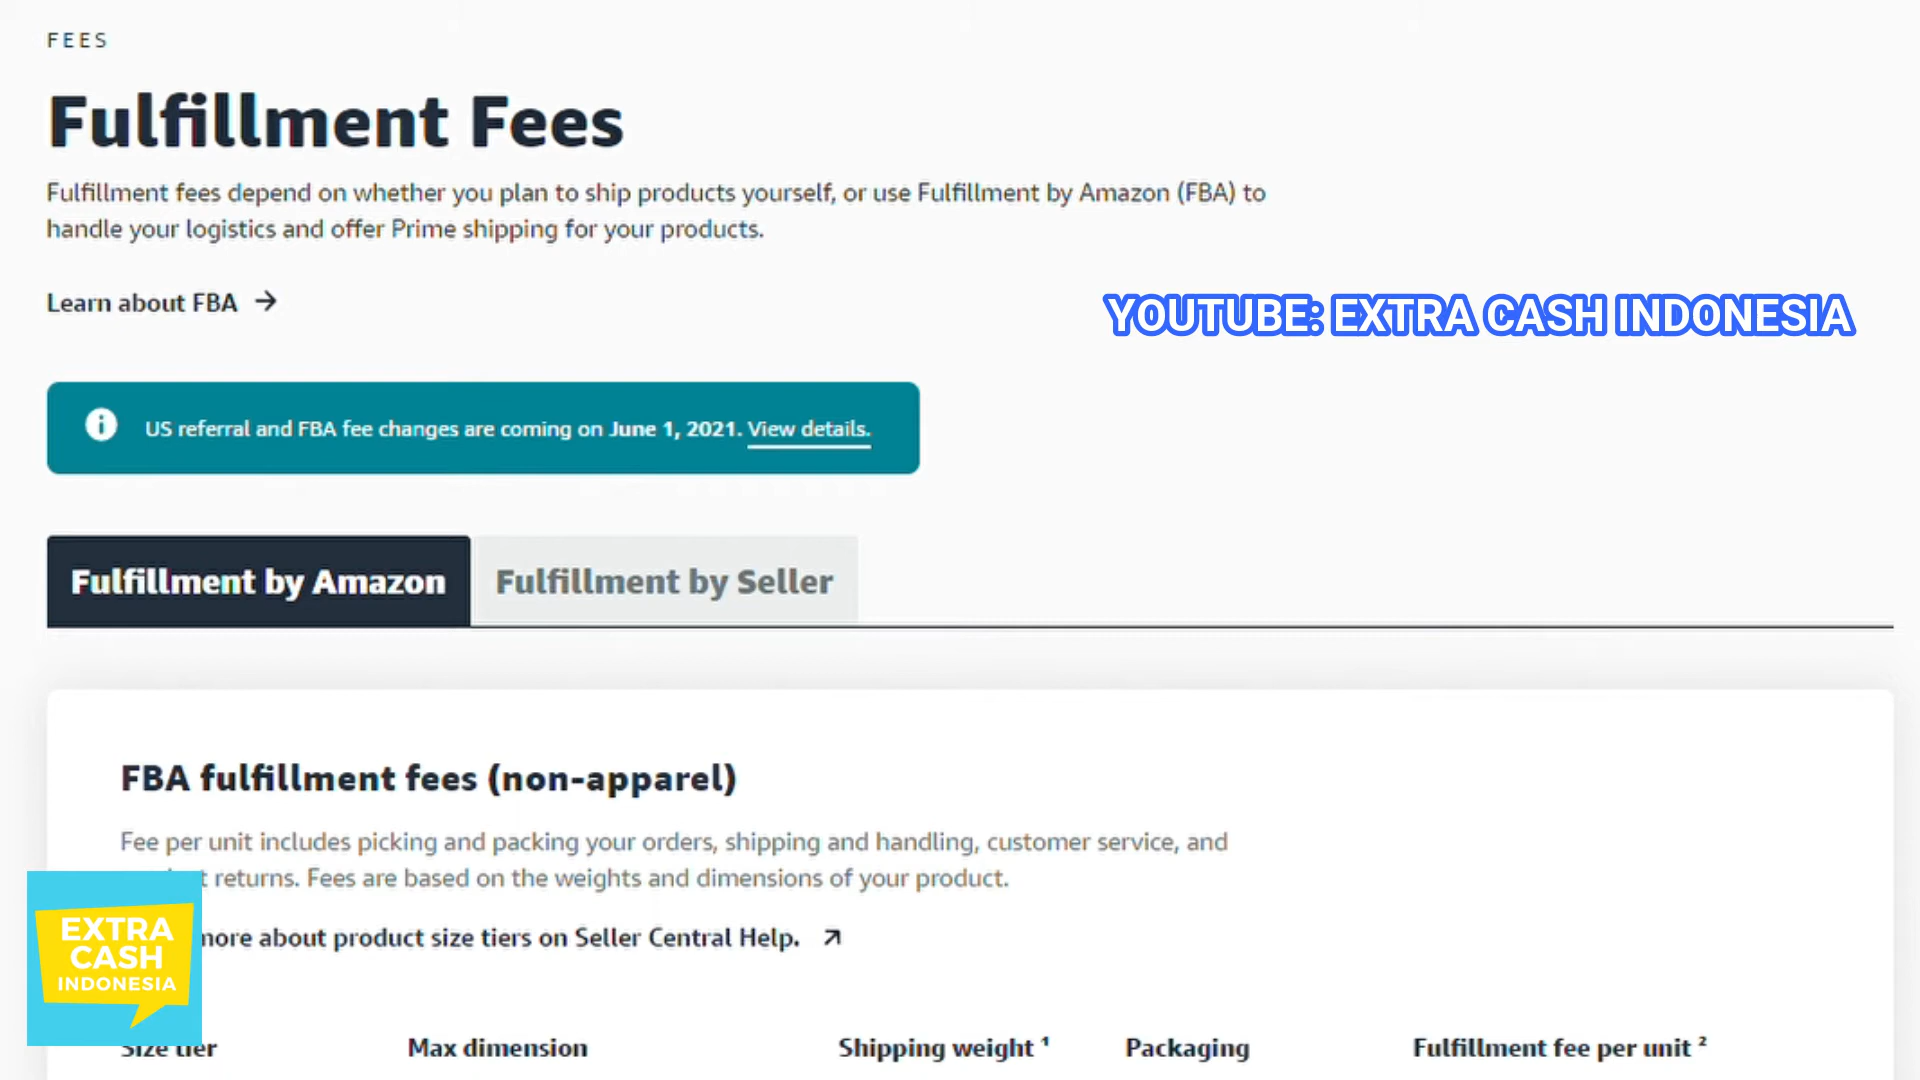 FEES
Fulfillment Fees
Fulfillment fees depend on whether you plan to ship products yourself, or use Fulfillment by Amazon (FBA) to
handle your logistics and offer Prime shipping for your products.
Learn about FBA →
YOUTUBE: EXTRA CASH INDONESIA
US referral and FBA fee changes are coming on June 1, 2021. View details.
Fulfillment by Amazon
Fulfillment by Seller
FBA fulfillment fees (non-apparel)
Fee per unit includes picking and packing your orders, shipping and handling, customer service, and
returns. Fees are based on the weights and dimensions of your product.
more about product size tiers on Seller Central Help.
EXTRA
CASH
INDONESIA
Size tier
Max dimension
Shipping weight ¹
Packaging
Fulfillment fee per unit ²